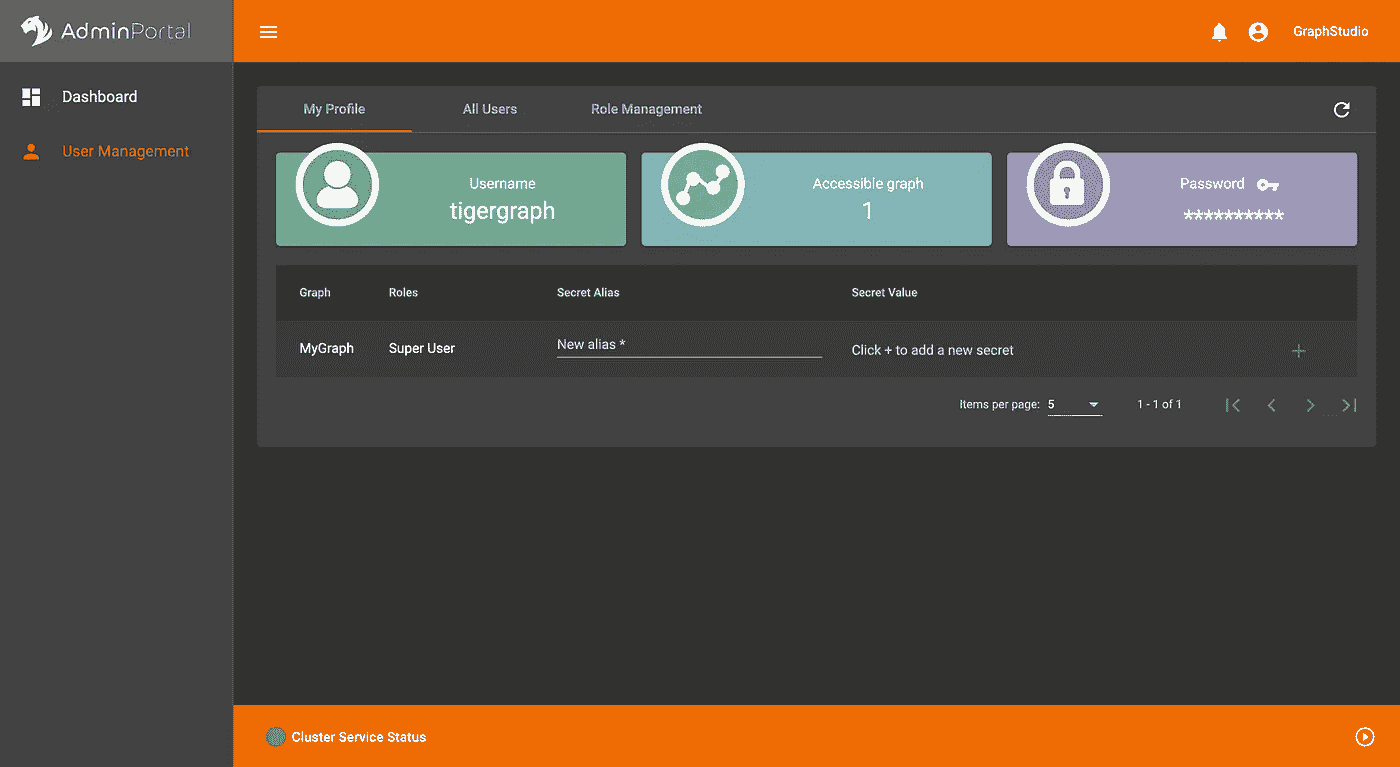 AdminPortal
GraphStudio
Dashboard
User Management
My Profile All Users Role Management
Username
tigergraph
Accessible graph
1
Password
**********
Graph Roles Secret Alias Secret Value
MyGraph Super User New alias * Click + to add a new secret
Items per page: 5 1 - 1 of 1
Cluster Service Status